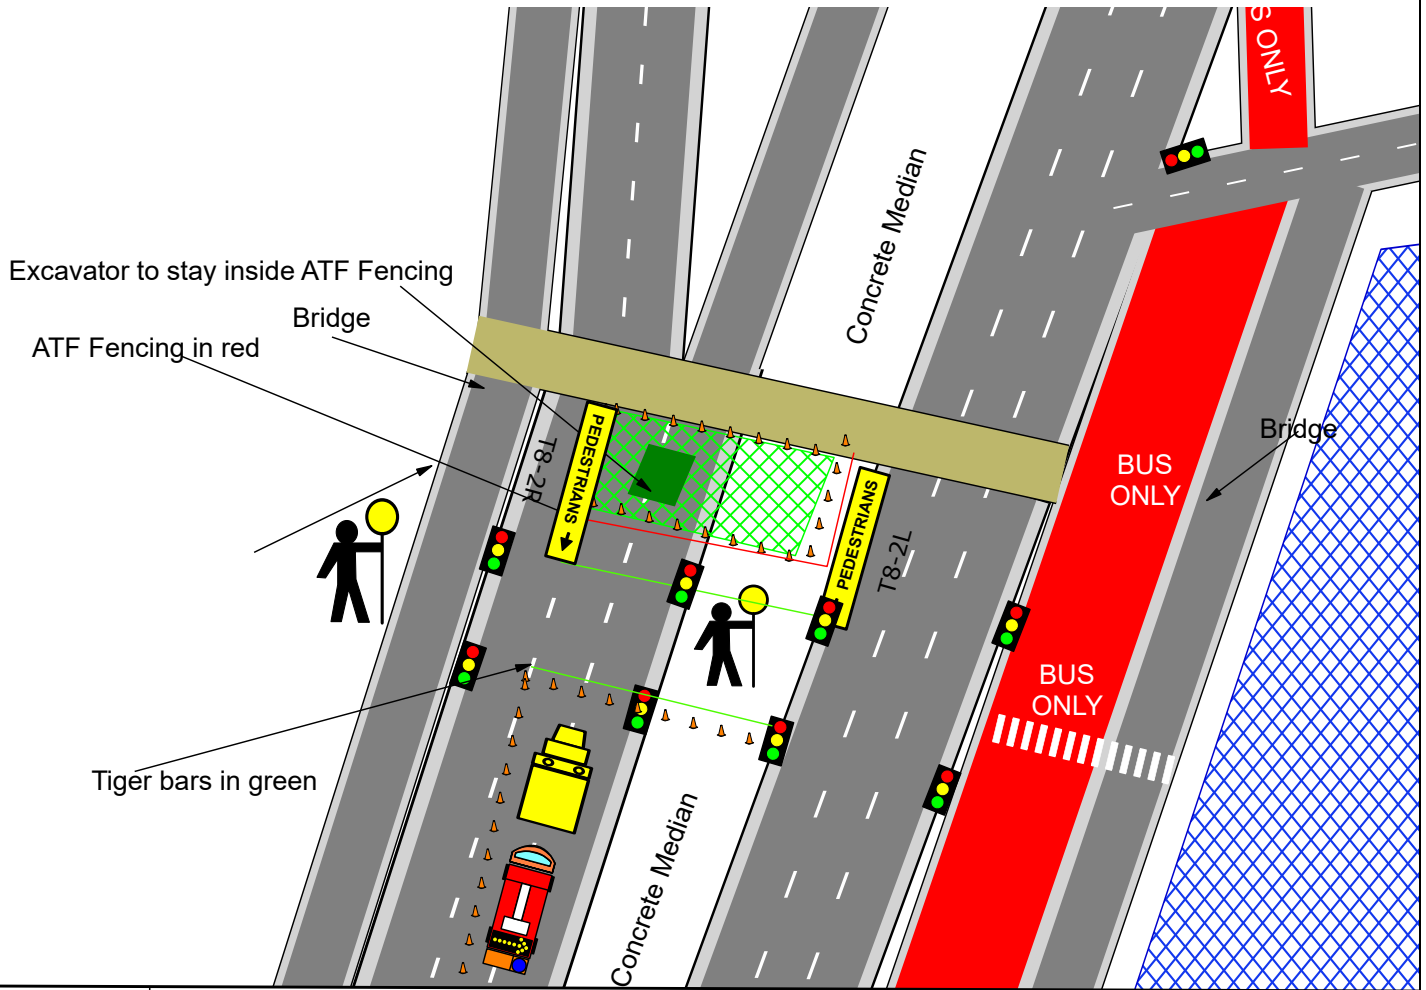 S ONLY
Concrete Median
Excavator to stay inside ATF Fencing
Bridge
ATF Fencing in red
Bridge
PEDESTRIANS
T8-2R
BUS
ONLY
PEDESTRIANS
T8-2L
BUS
ONLY
Tiger bars in green
Concrete Median